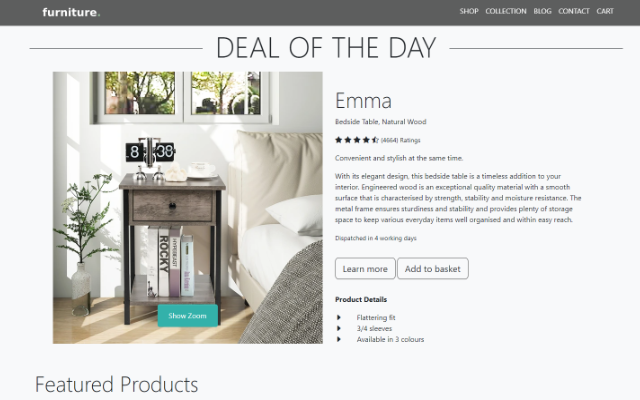 furniture.
SHOP COLLECTION BLOG CONTACT CART
DEAL OF THE DAY
Emma
Bedside Table, Natural Wood
(4664) Ratings
Convenient and stylish at the same time.
With its elegant design, this bedside table is a timeless addition to your
interior. Engineered wood is an exceptional quality material with a smooth
surface that is characterised by strength, stability and moisture resistance. The
metal frame ensures sturdiness and stability and provides plenty of storage
space to keep various everyday items well organised and within easy reach.
Dispatched in 4 working days
Learn more
Add to basket
Product Details
Flattering fit
3/4 sleeves
Available in 3 colours
8 38
ROCKY
Show Zoom
Featured Products